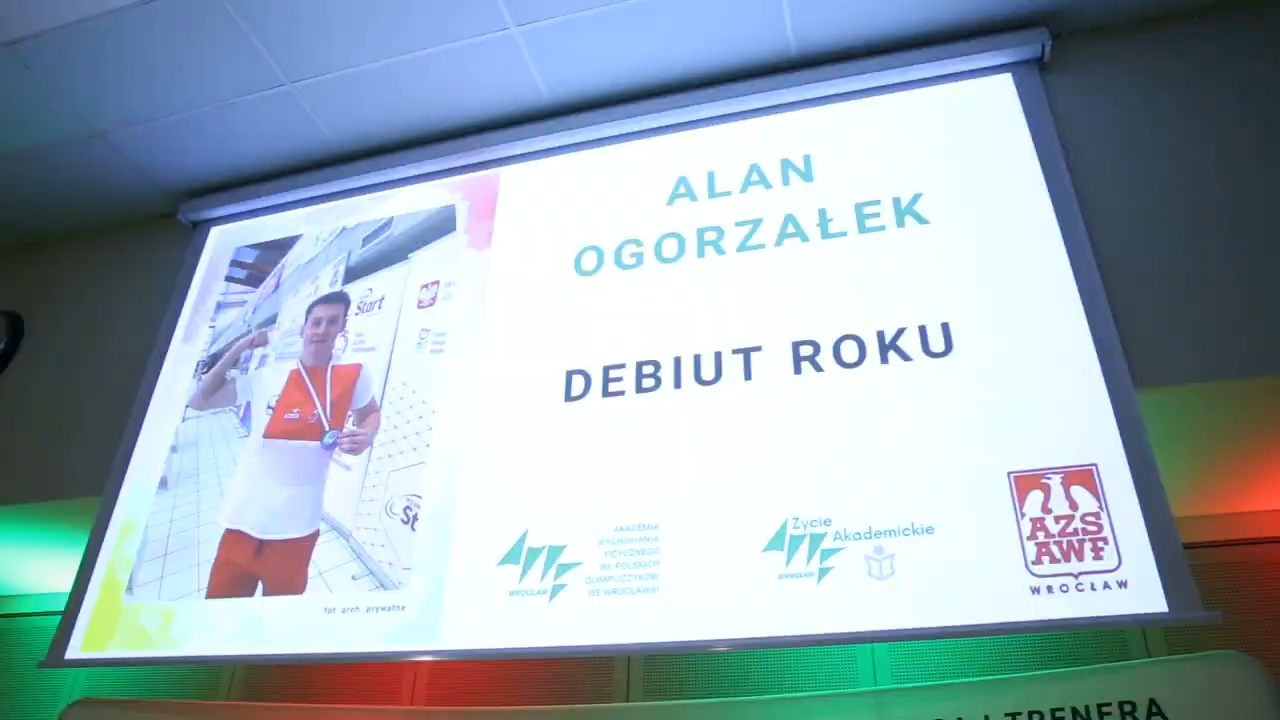 ALAN
OGORZAŁEK
DEBIUT ROKU
Start
fot. arch. prywatne
WROCŁAW
AKADEMIA
WYCHOWANIA
FIZYCZNEGO
IM. POLSKICH
OLIMPIJCZYKÓW
WE WROCŁAWIU
Życie
Akademickie
WROCŁAW
AZS
AWF
WROCŁAW
I TRENERA